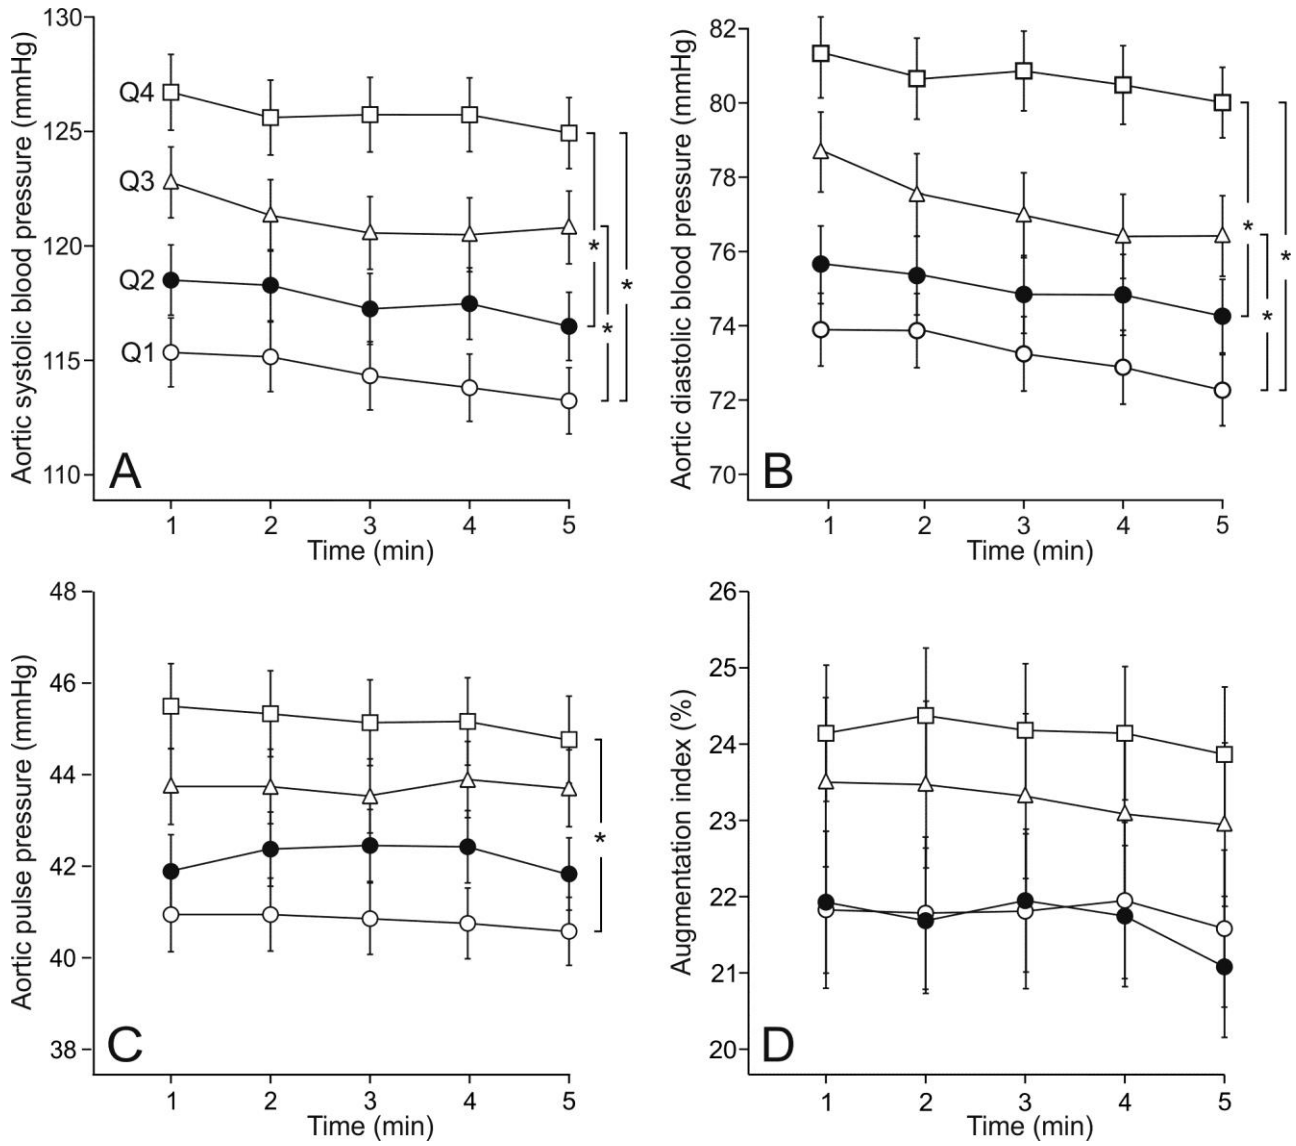 Aortic systolic blood pressure (mmHg)
130
125
120
115
110
Q4
Q3
Q2
Q1
*
*
*
A
1 2 3 4 5
Time (min)
Aortic diastolic blood pressure (mmHg)
82
80
78
76
74
72
70
*
*
*
B
1 2 3 4 5
Time (min)
Aortic pulse pressure (mmHg)
48
46
44
42
40
38
*
C
1 2 3 4 5
Time (min)
Augmentation index (%)
26
25
24
23
22
21
20
D
1 2 3 4 5
Time (min)